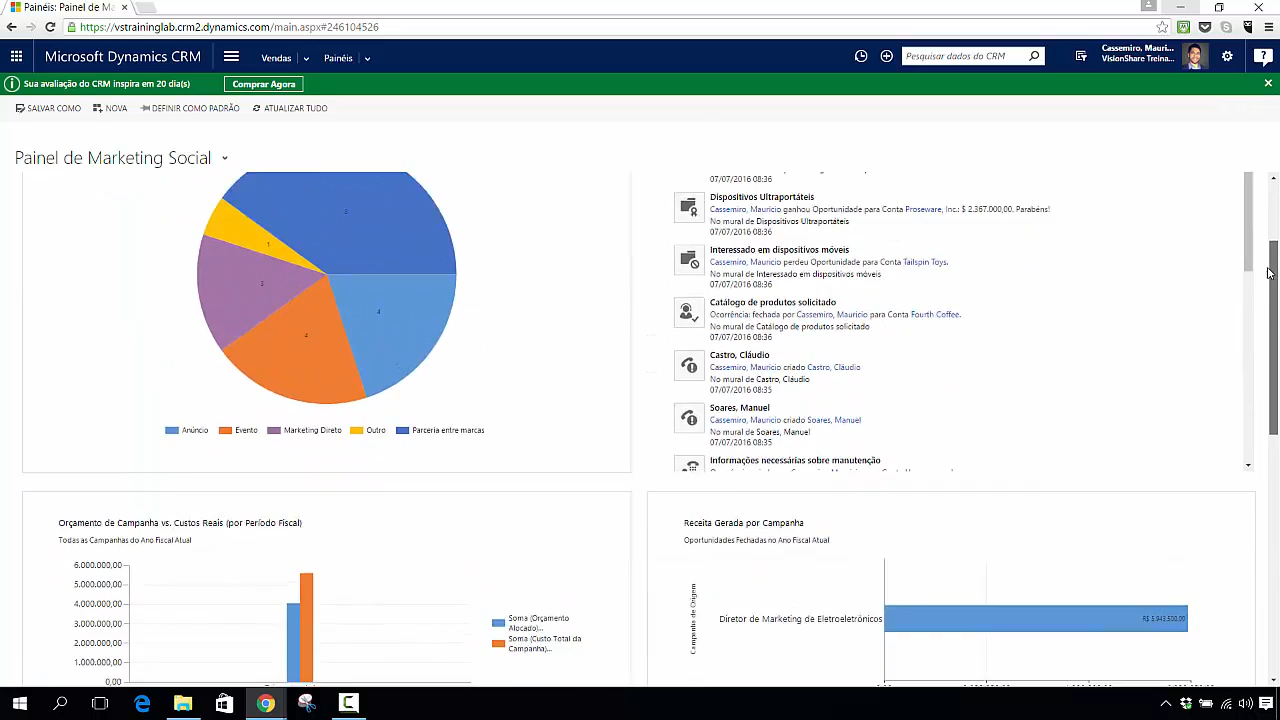 Painéis: Painel de M
https://vstraininglab.crm2.dynamics.com/main.aspx#246104526
Microsoft Dynamics CRM
Vendas
Painéis
Pesquisar dados do CRM
Cassemiro, Mauri...
VisionShare Treina...
Sua avaliação do CRM inspira em 20 dia(s)
Comprar Agora
SALVAR COMO
NOVA
DEFINIR COMO PADRÃO
ATUALIZAR TUDO
Painel de Marketing Social
1
4
4
Anúncio
Evento
Marketing Direto
Outro
Parceria entre marcas
07/07/2016 08:36
Dispositivos Ultraportáteis
Cassemiro, Mauricio ganhou Oportunidade para Conta Proseware, Inc.: $ 2.367.000,00. Parabéns!
No mural de Dispositivos Ultraportáteis
07/07/2016 08:36
Interessado em dispositivos móveis
Cassemiro, Mauricio perdeu Oportunidade para Conta Tailspin Toys.
No mural de Interessado em dispositivos móveis
07/07/2016 08:36
Catálogo de produtos solicitado
Ocorrência: fechada por Cassemiro, Mauricio para Conta Fourth Coffee.
No mural de Catálogo de produtos solicitado
07/07/2016 08:36
Castro, Cláudio
Cassemiro, Mauricio criado Castro, Cláudio
No mural de Castro, Cláudio
07/07/2016 08:35
Soares, Manuel
Cassemiro, Mauricio criado Soares, Manuel
No mural de Soares, Manuel
07/07/2016 08:35
Informações necessárias sobre manutenção
Orçamento de Campanha vs. Custos Reais (por Período Fiscal)
Todas as Campanhas do Ano Fiscal Atual
6.000.000,00
5.000.000,00
4.000.000,00
3.000.000,00
2.000.000,00
1.000.000,00
0,00
Soma (Orçamento
Alocado)...
Soma (Custo Total da
Campanha)...
Receita Gerada por Campanha
Oportunidades Fechadas no Ano Fiscal Atual
Campanha de Origem
Diretor de Marketing de Eletroeletrônicos
R$ 5.943.500,00